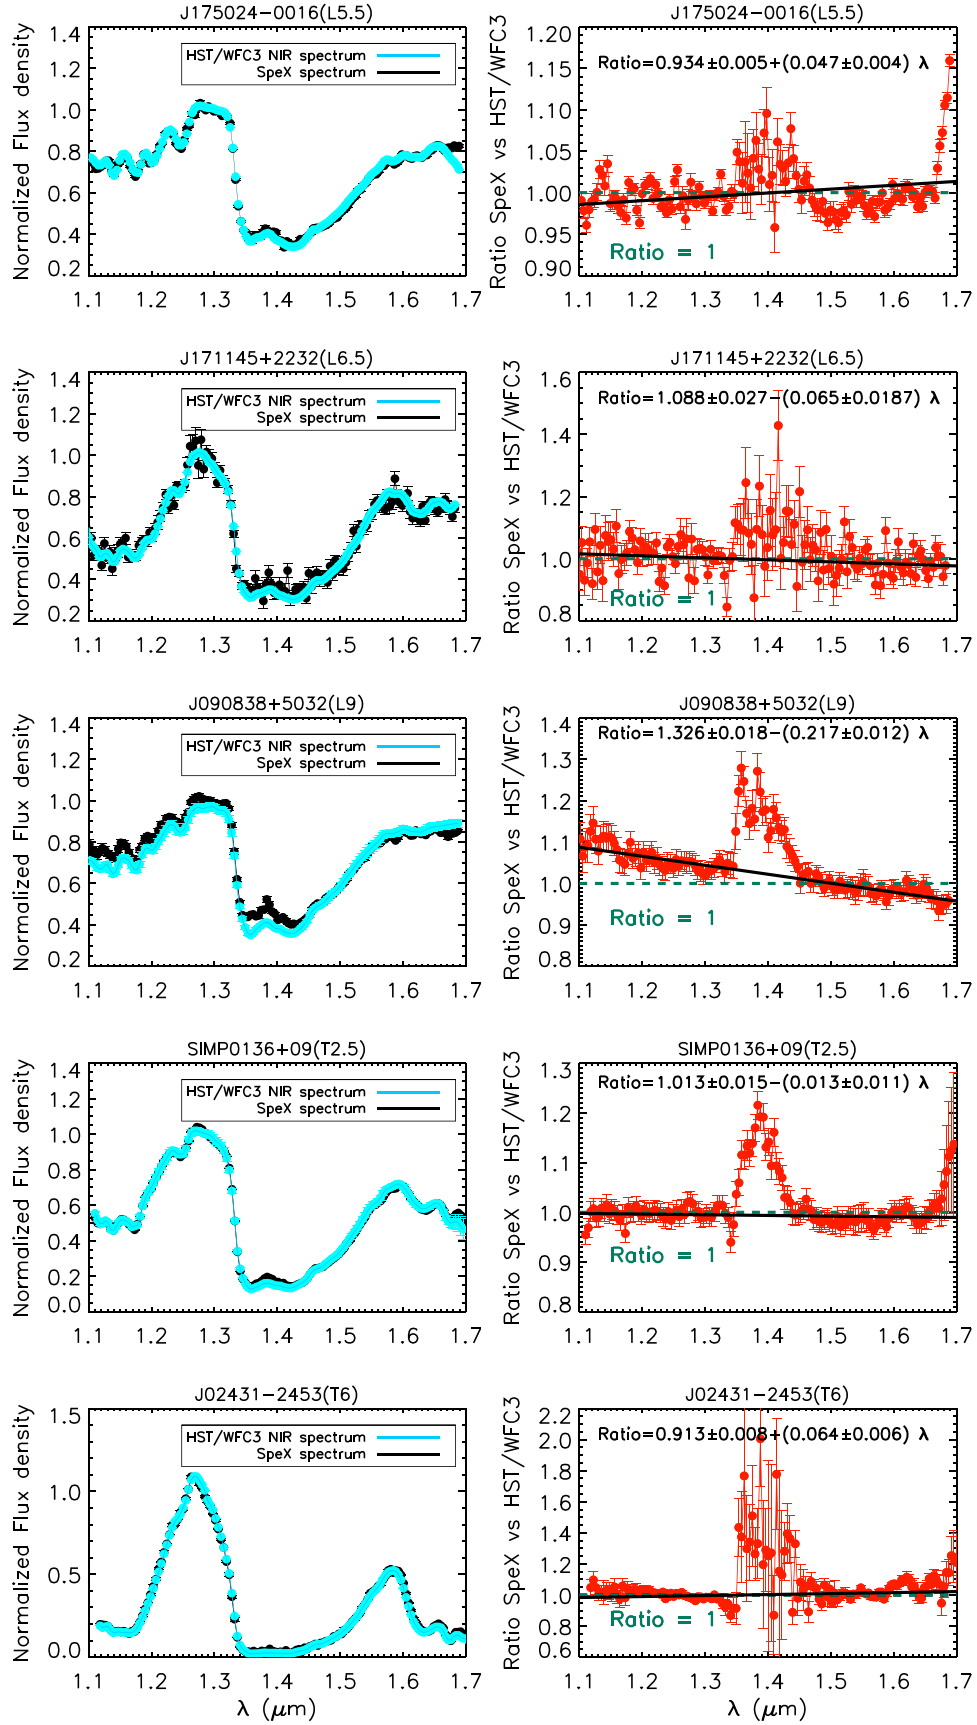 J175024-0016(L5.5)
Normalized Flux density
1.4
1.2
1.0
0.8
0.6
0.4
0.2
HST/WFC3 NIR spectrum
SpeX spectrum
1.1 1.2 1.3 1.4 1.5 1.6 1.7
λ (μm)
J175024-0016(L5.5)
Ratio SpeX vs HST/WFC3
1.20
1.15
1.10
1.05
1.00
0.95
0.90
Ratio=0.934±0.005+(0.047±0.004) λ
Ratio = 1
1.1 1.2 1.3 1.4 1.5 1.6 1.7
λ (μm)
J171145+2232(L6.5)
Normalized Flux density
1.4
1.2
1.0
0.8
0.6
0.4
0.2
HST/WFC3 NIR spectrum
SpeX spectrum
1.1 1.2 1.3 1.4 1.5 1.6 1.7
J171145+2232(L6.5)
Ratio SpeX vs HST/WFC3
1.6
1.4
1.2
1.0
0.8
Ratio=1.088±0.027-(0.065±0.0187) λ
Ratio = 1
1.1 1.2 1.3 1.4 1.5 1.6 1.7
J090838+5032(L9)
Normalized Flux density
1.4
1.2
1.0
0.8
0.6
0.4
0.2
HST/WFC3 NIR spectrum
SpeX spectrum
1.1 1.2 1.3 1.4 1.5 1.6 1.7
J090838+5032(L9)
Ratio SpeX vs HST/WFC3
1.4
1.3
1.2
1.1
1.0
0.9
0.8
Ratio=1.326±0.018-(0.217±0.012) λ
Ratio = 1
1.1 1.2 1.3 1.4 1.5 1.6 1.7
SIMP0136+09(T2.5)
Normalized Flux density
1.4
1.2
1.0
0.8
0.6
0.4
0.2
0.0
HST/WFC3 NIR spectrum
SpeX spectrum
1.1 1.2 1.3 1.4 1.5 1.6 1.7
SIMP0136+09(T2.5)
Ratio SpeX vs HST/WFC3
1.3
1.2
1.1
1.0
0.9
0.8
Ratio=1.013±0.015-(0.013±0.011) λ
Ratio = 1
1.1 1.2 1.3 1.4 1.5 1.6 1.7
J02431-2453(T6)
Normalized Flux density
1.5
1.0
0.5
0.0
HST/WFC3 NIR spectrum
SpeX spectrum
1.1 1.2 1.3 1.4 1.5 1.6 1.7
λ (μm)
J02431-2453(T6)
Ratio SpeX vs HST/WFC3
2.2
2.0
1.8
1.6
1.4
1.2
1.0
0.8
0.6
Ratio=0.913±0.008+(0.064±0.006) λ
Ratio = 1
1.1 1.2 1.3 1.4 1.5 1.6 1.7
λ (μm)